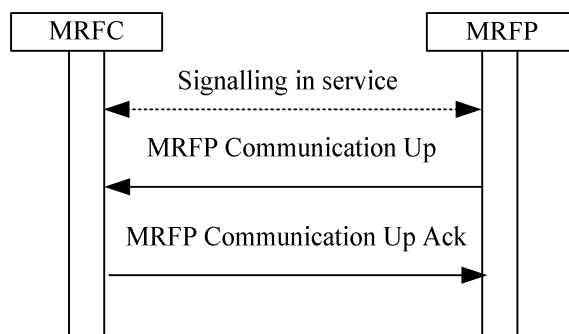 MRFC
MRFP
Signalling in service
MRFP Communication Up
MRFP Communication Up Ack